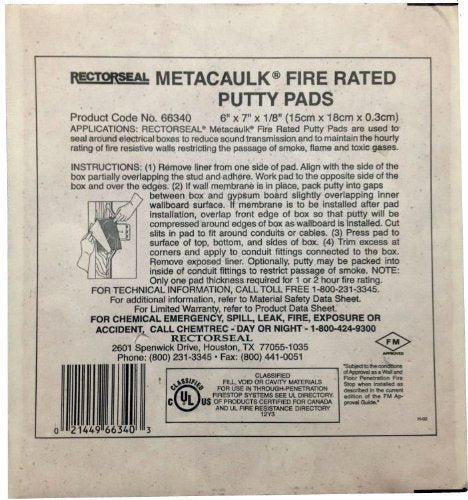 RECTORSEAL METACAULK® FIRE RATED
PUTTY PADS
Product Code No. 66340 6" x 7" x 1/8" (15cm x 18cm x 0.3cm)
APPLICATIONS: RECTORSEAL® Metacaulk® Fire Rated Putty Pads are used to
seal around electrical boxes to reduce sound transmission and to maintain the hourly
rating of fire resistive walls restricting the passage of smoke, flame and toxic gases.
INSTRUCTIONS: (1) Remove liner from one side of pad. Align with the side of the
box partially overlapping the stud and adhere. Work pad to the opposite side of the
box and over the edges. (2) If wall membrane is in place, pack putty into gaps
between box and gypsum board slightly overlapping inner
wallboard surface. If membrane is to be installed after pad
installation, overlap front edge of box so that putty will be
compressed around edges of box as wallboard is installed. Cut
slits in pad to fit around conduits or cables. (3) Press pad to
surface of top, bottom, and sides of box. (4) Trim excess at
corners and apply to conduit fittings connected to the box.
Remove exposed liner. Optionally, putty may be packed into
inside of conduit fittings to restrict passage of smoke. NOTE:
Only one pad thickness required for 1 or 2 hour fire rating.
FOR TECHNICAL INFORMATION, CALL TOLL FREE 1-800-231-3345.
For additional information, refer to Material Safety Data Sheet.
For Limited Warranty, refer to Product Data Sheet.
FOR CHEMICAL EMERGENCY, SPILL, LEAK, FIRE, EXPOSURE OR
ACCIDENT, CALL CHEMTREC - DAY OR NIGHT - 1-800-424-9300
RECTORSEAL
2601 Spenwick Drive, Houston, TX 77055-1035
Phone: (800) 231-3345 • Fax: (800) 441-0051
FM
APPROVED
*Subject to the conditions
of Approval as a Wall and
Floor Penetration Fire
Stop when installed as
described in the current
edition of the FM Ap-
proval Guide."
H-02
CLASSIFIED
C UL US
CLASSIFIED
FILL, VOID OR CAVITY MATERIALS
FOR USE IN THROUGH-PENETRATION
FIRESTOP SYSTEMS SEE UL DIRECTORY
OF PRODUCTS CERTIFIED FOR CANADA
AND UL FIRE RESISTANCE DIRECTORY
12Y3
0 21449 66340 3